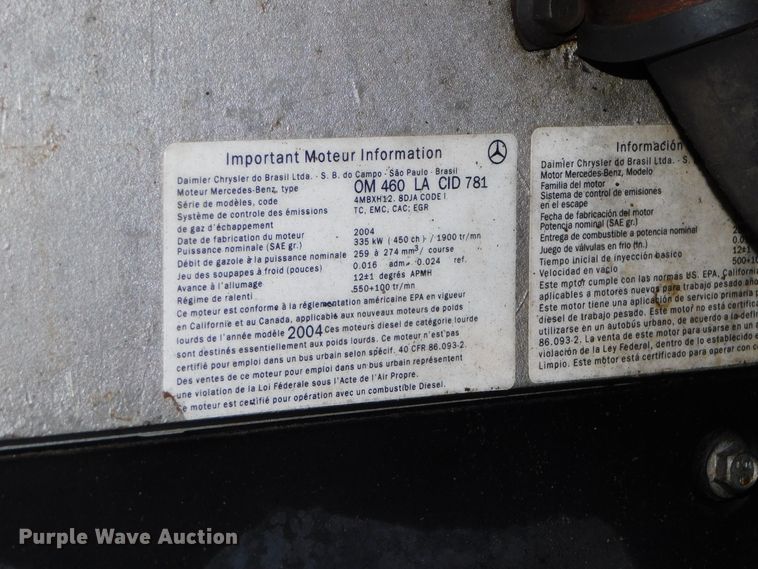 Important Moteur Information
Daimler Chrysler do Brasil Ltda. - S. B. do Campo - São Paulo - Brasil
Moteur Mercedes-Benz, type OM 460 LA CID 781
Série de modèles, code 4MBXH12. 8DJA CODE I
Système de controle des émissions TC, EMC, CAC; EGR
de gaz d'échappement
Date de fabrication du moteur 2004
Puissance nominale (SAE gr.) 335 kW (450 ch) / 1900 tr/mn
Débit de gazole à la puissance nominale 259 à 274 mm³/ course
Jeu des soupapes à froid (pouces) 0.016 adm. 0.024 ref.
Avance à l'allumage 12±1 degrés APMH
Régime de ralenti 550+100 tr/mn
Ce moteur est conforme à la réglementation américaine EPA en vigueur
en Californie et au Canada, applicable aux nouveaux moteurs de poids
lourds de l'année modèle 2004 Ces moteurs diesel de catégorie lourde
sont destinés essentiellement aux poids lourds. Ce moteur n'est pas
certifié pour emploi dans un bus urbain selon spécif. 40 CFR 86.093-2.
Des ventes de ce moteur pour emploi dans un bus urbain représentent
une violation de la Loi Féderale sous l'Acte de l'Air Propre.
Ce moteur est certifié pour opération avec un combustible Diesel.
Información
Daimler Chrysler do Brasil Ltda. - S.
Motor Mercedes-Benz, Modelo
Familia del motor
Sistema de control de emisiones
en el escape
Fecha de fabricación del motor
Potencia nominal (SAE gr.)
Entrega de combustible a potencia nominal
Juego de válvulas en frio (in.)
Tiempo inicial de inyección basico 12±1
Velocidad en vacio 500+10
Este motor cumple con las normas US. EPA, California
aplicables a motores nuevos para trabajo pesado año
Este motor tiene una aplicación de servicio primaria p
diesel de trabajo pesado. Este motor no está certific
utilizarse en un autobús urbano, de acuerdo a la defin
86.093-2. La venta de este motor para usarse en un
violación de la Ley Federal, dentro de lo establecido e
Limpio. Este motor está certificado para operar con c
Purple Wave Auction